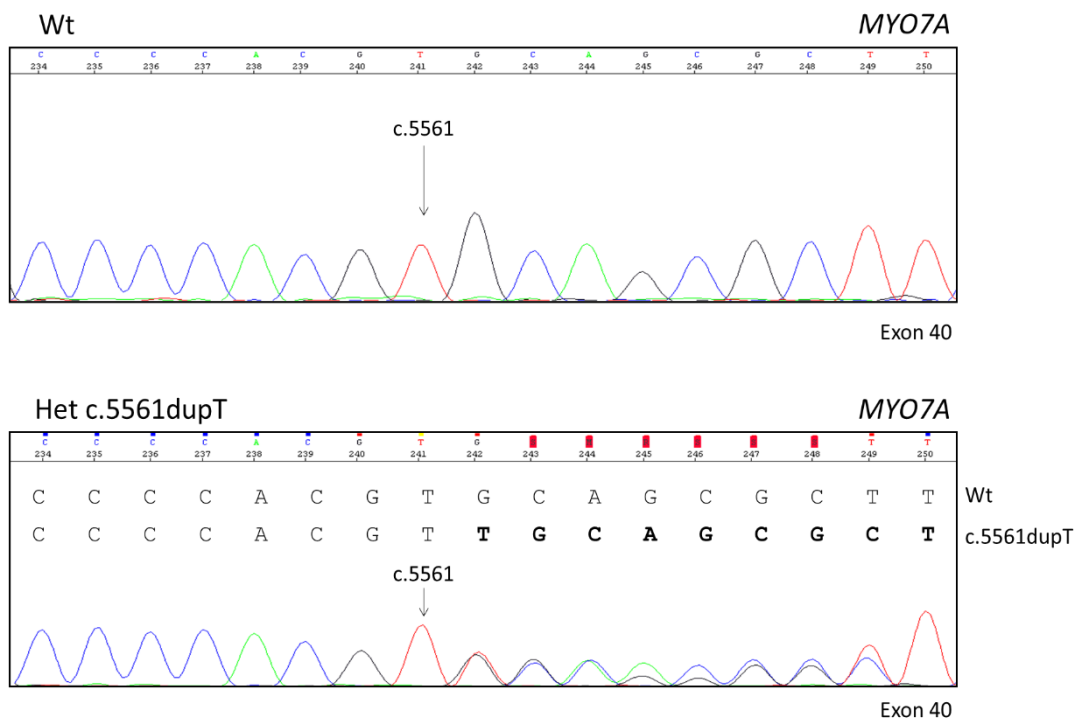 Wt MYO7A
C C C C A C G T G C A G C G C T T
234 235 236 237 238 239 240 241 242 243 244 245 246 247 248 249 250
c.5561
Exon 40
Het c.5561dupT MYO7A
C C C C A C G T G T T
234 235 236 237 238 239 240 241 242 243 244 245 246 247 248 249 250
C C C C A C G T G C A G C G C T T Wt
C C C C A C G T T G C A G C G C T c.5561dupT
c.5561
Exon 40